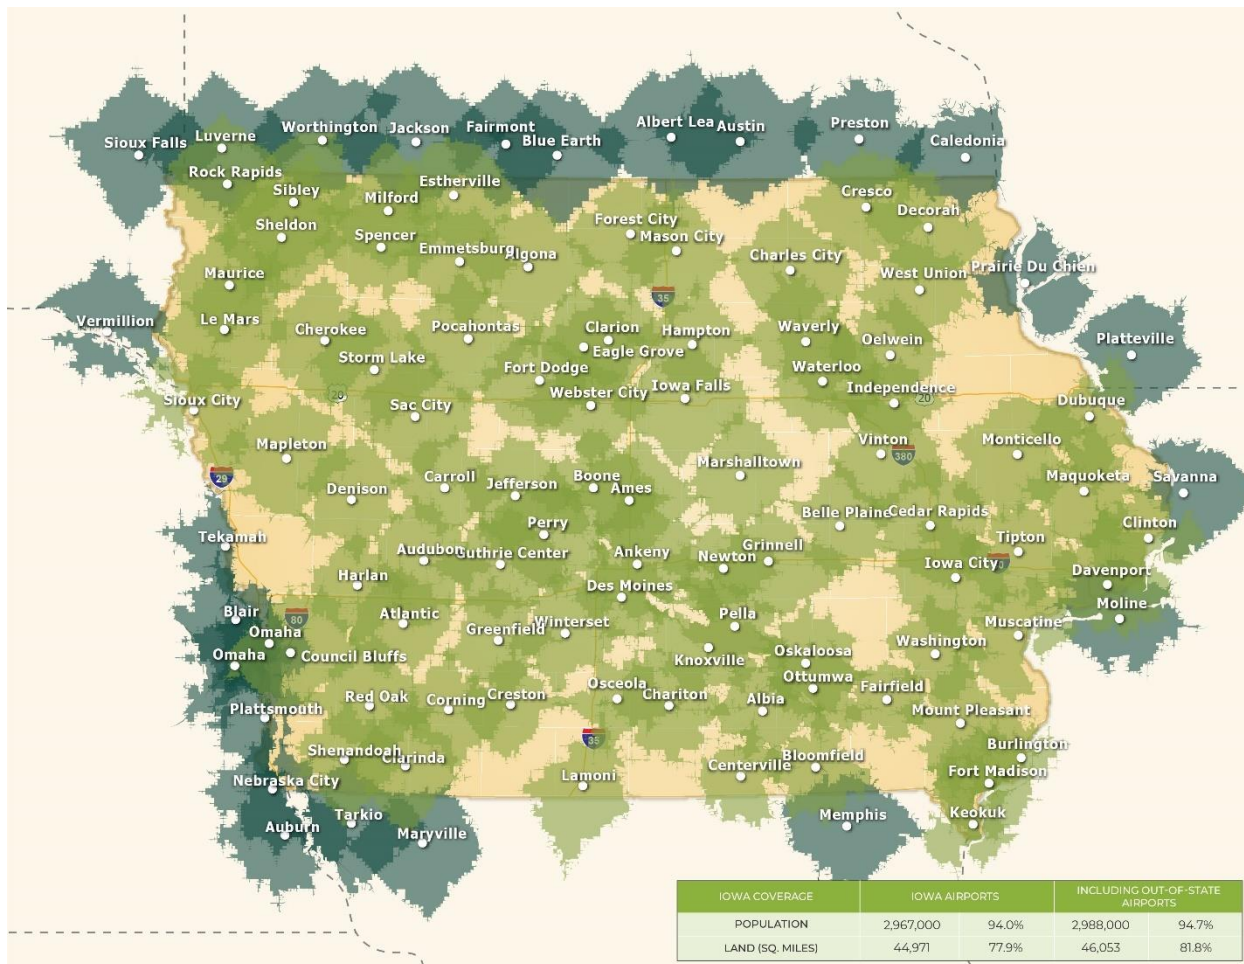 Albert Lea
Worthington
Jackson
Fairmont
Austin
Preston
Luverne
Sioux Falls
Blue Earth
Caledonia
Rock Rapids
Sibley
Estherville
Milford
Cresco
Decorah
Sheldon
Forest City
Spencer
Mason City
Emmetsburg
Algona
Charles City
Maurice
West Union
Prairie Du Chien
35
Vermillion
Le Mars
Cherokee
Pocahontas
Clarion
Hampton
Waverly
Oelwein
Platteville
Storm Lake
Eagle Grove
Fort Dodge
Waterloo
Webster City
Iowa Falls
Independence
20
20
Sioux City
Sac City
Dubuque
Mapleton
Vinton
Monticello
380
Marshalltown
29
Denison
Carroll
Jefferson
Boone
Ames
Maquoketa
Savanna
Belle Plaine
Cedar Rapids
Perry
Clinton
Tekamah
Audubon
Guthrie Center
Ankeny
Newton
Grinnell
Tipton
Iowa City
Harlan
Des Moines
Davenport
Blair
80
Atlantic
Pella
Moline
Omaha
Greenfield
Winterset
Washington
Muscatine
Omaha
Council Bluffs
Knoxville
Oskaloosa
Ottumwa
Red Oak
Corning
Creston
Osceola
Chariton
Albia
Fairfield
Plattsmouth
Mount Pleasant
35
Shenandoah
Clarinda
Burlington
Nebraska City
Lamoni
Centerville
Bloomfield
Fort Madison
Auburn
Tarkio
Maryville
Memphis
Keokuk
IOWA COVERAGE IOWA AIRPORTS INCLUDING OUT-OF-STATE AIRPORTS
POPULATION 2,967,000 94.0% 2,988,000 94.7%
LAND (SQ. MILES) 44,971 77.9% 46,053 81.8%